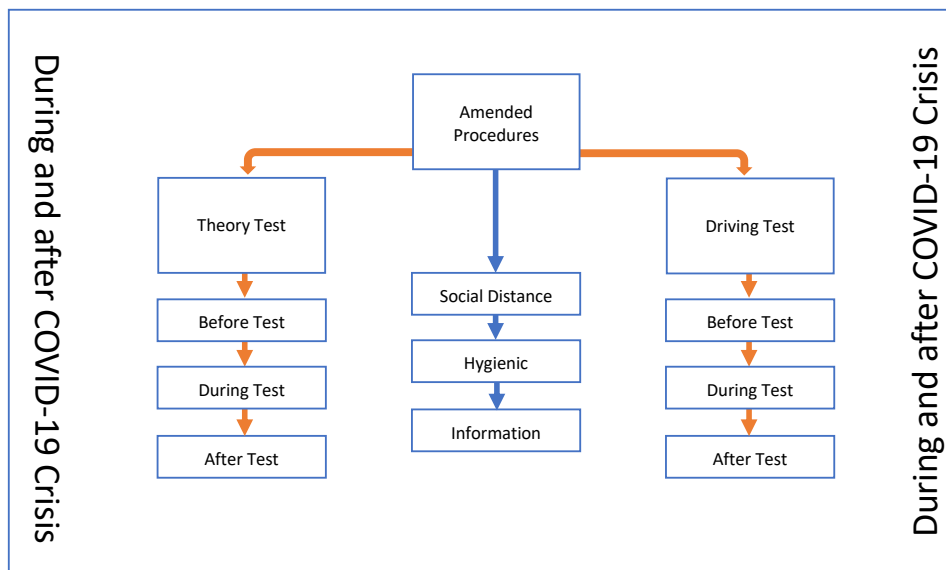 During and after COVID-19 Crisis
Amended
Procedures
Theory Test
Driving Test
Social Distance
Before Test
Before Test
Hygienic
During Test
During Test
Information
After Test
After Test
During and after COVID-19 Crisis